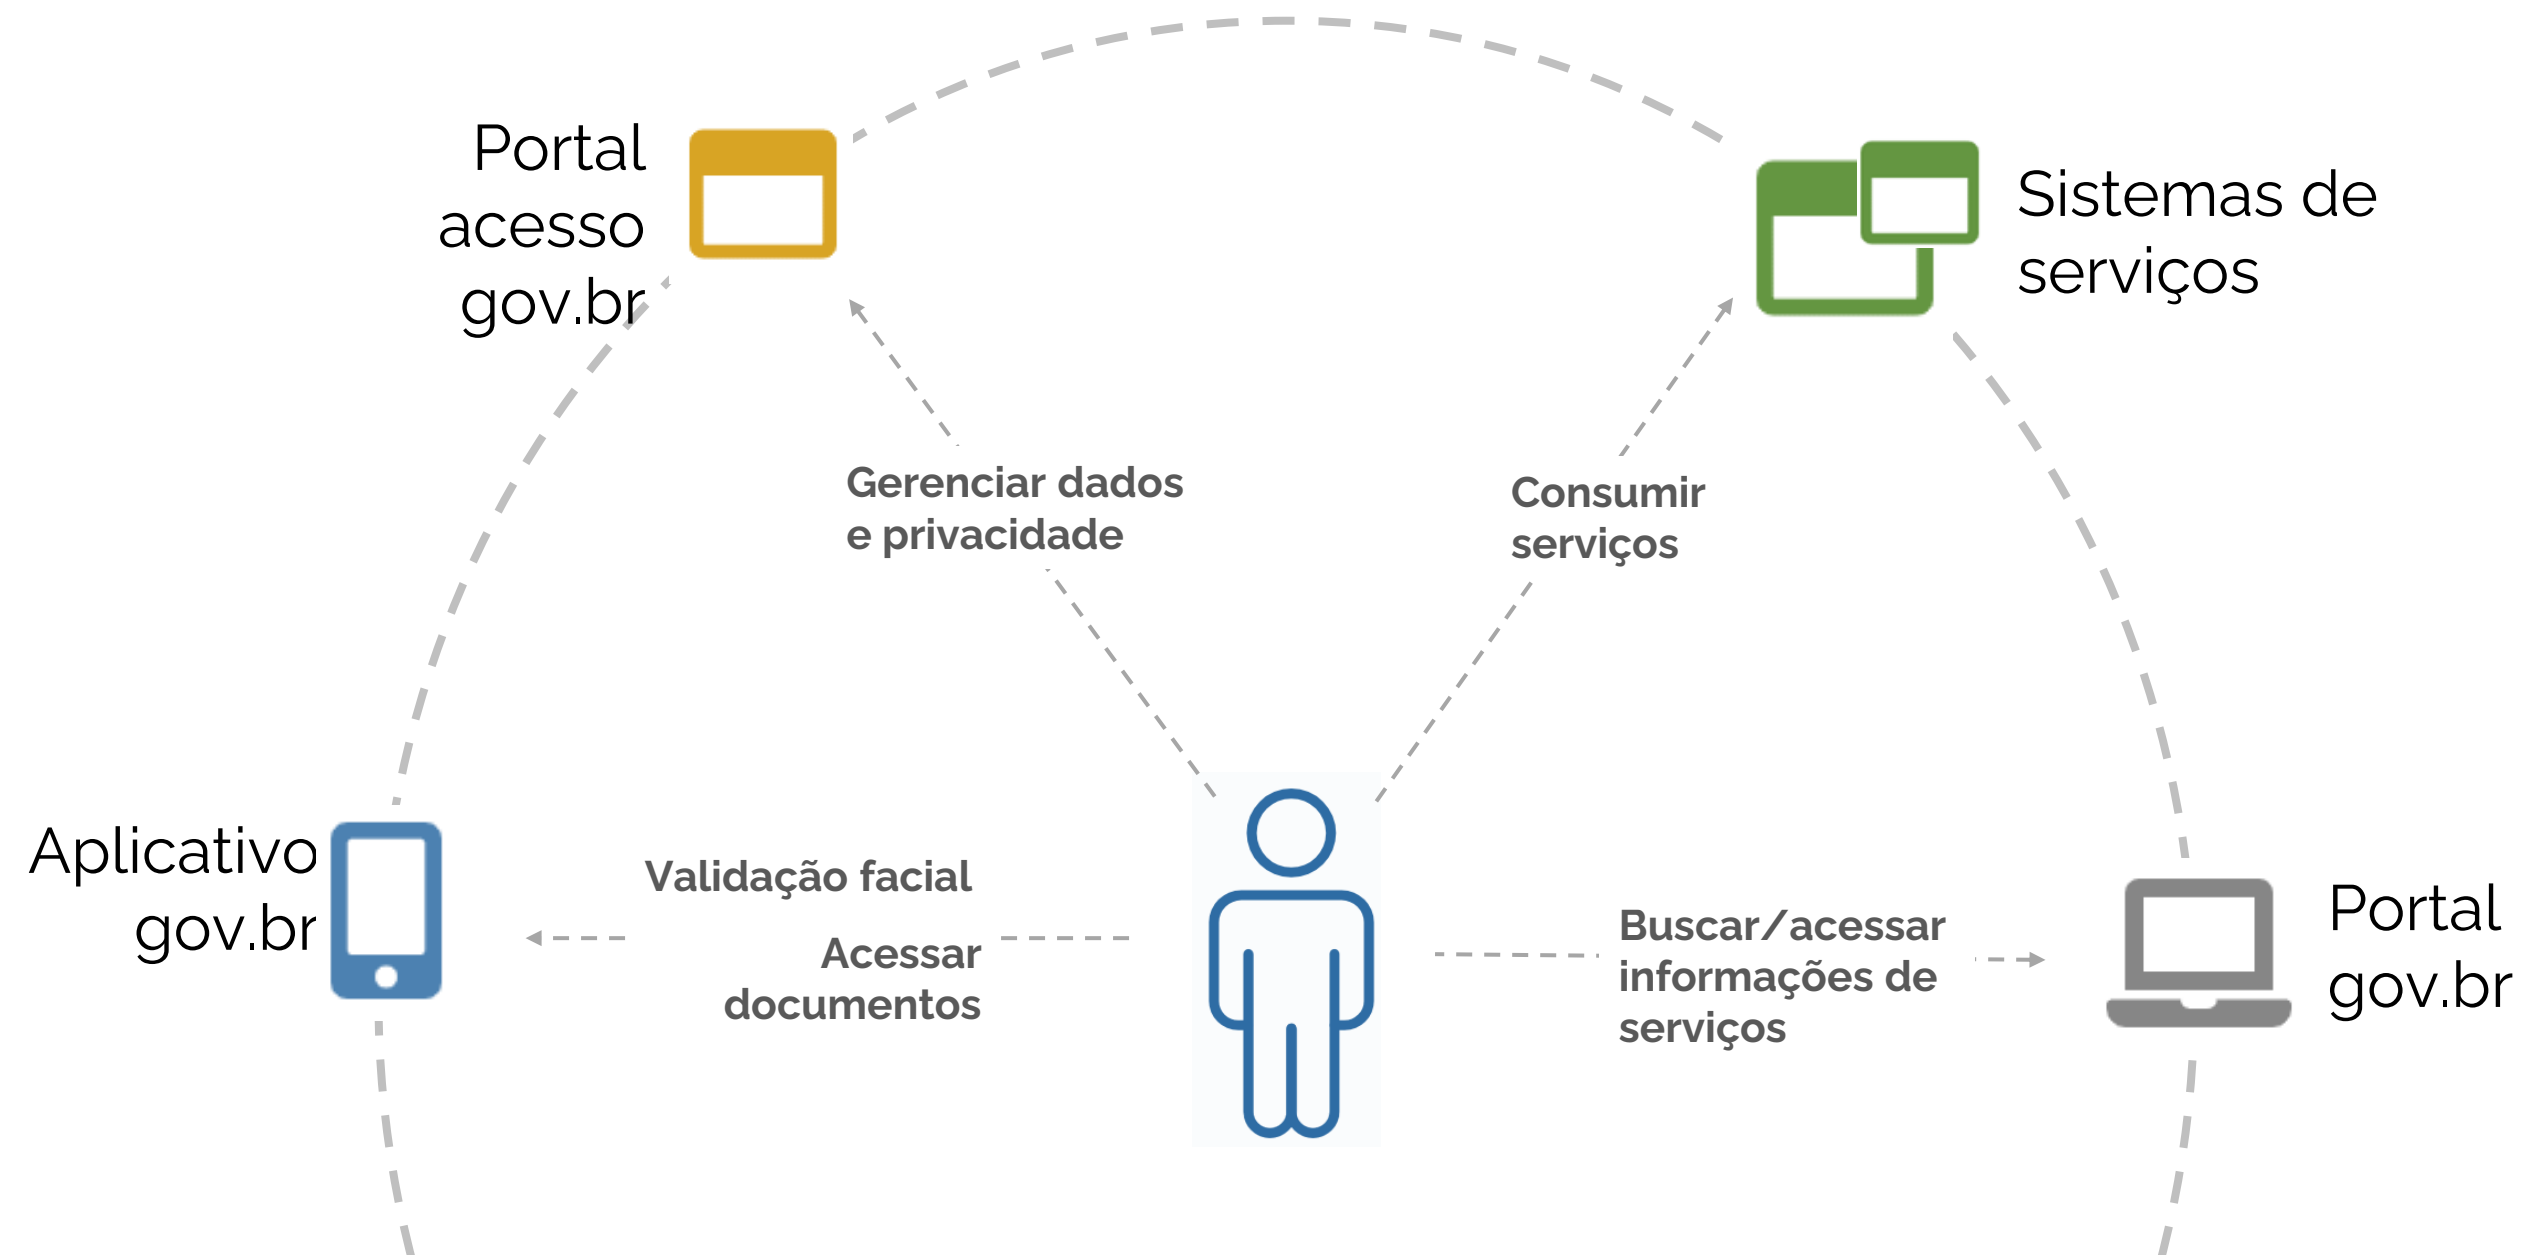 Portal
acesso
gov.br
Sistemas de
serviços
Gerenciar dados
e privacidade
Consumir
serviços
Aplicativo
gov.br
Validação facial
Acessar
documentos
Buscar/acessar
informações de
serviços
Portal
gov.br